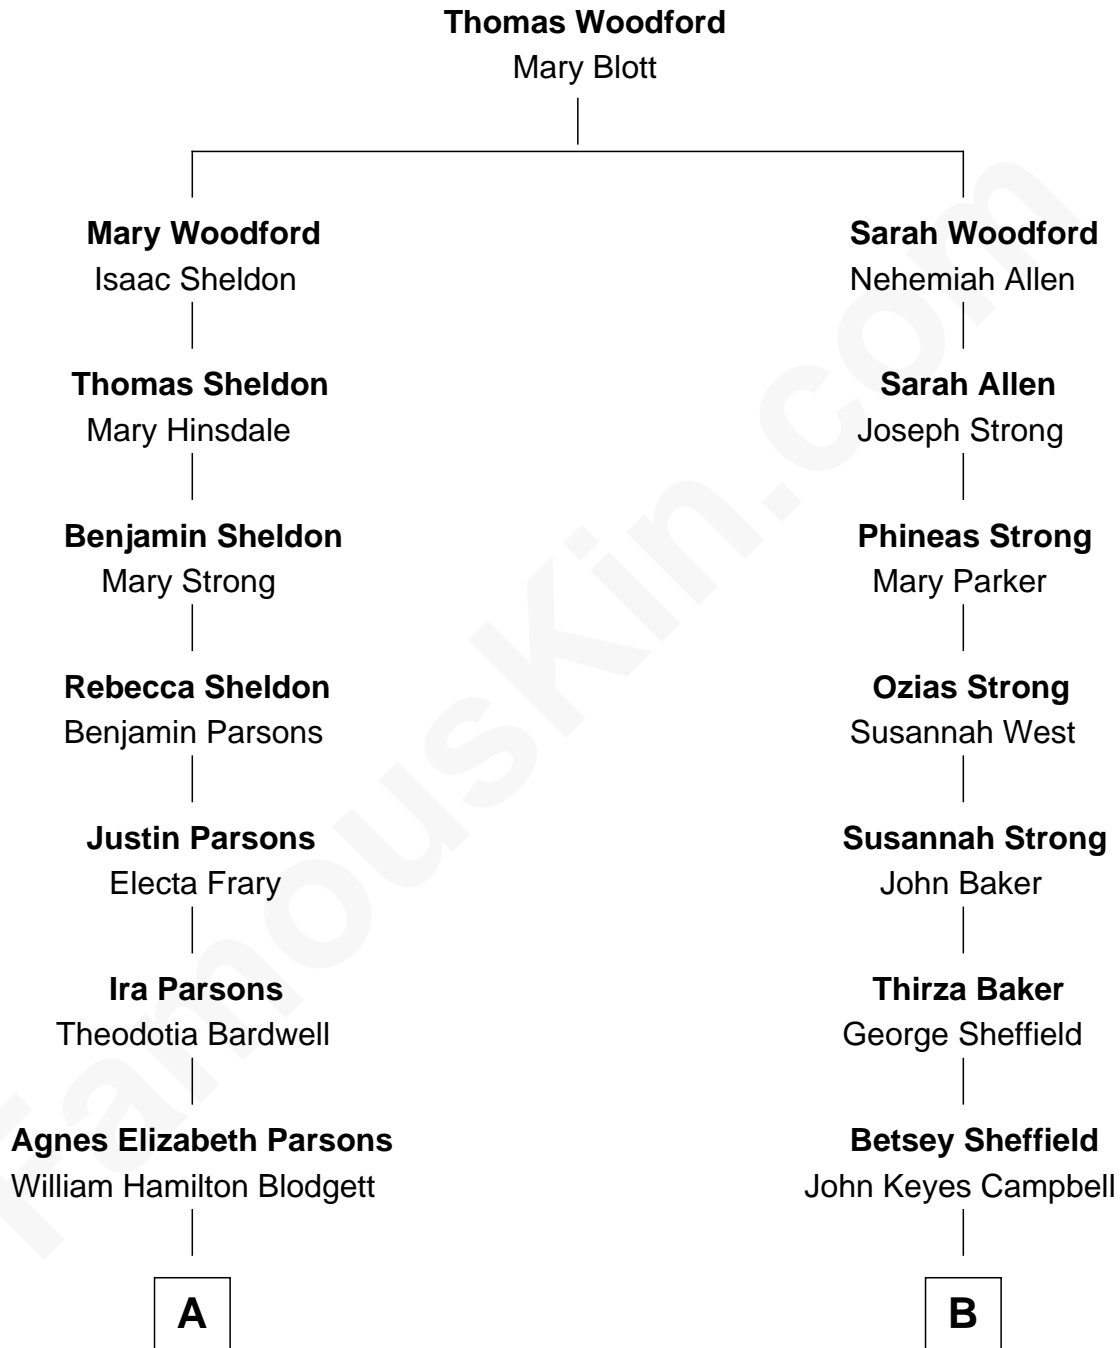 Thomas Woodford
Mary Blott
Mary Woodford
Isaac Sheldon
Sarah Woodford
Nehemiah Allen
Thomas Sheldon
Mary Hinsdale
Sarah Allen
Joseph Strong
Benjamin Sheldon
Mary Strong
Phineas Strong
Mary Parker
Rebecca Sheldon
Benjamin Parsons
Ozias Strong
Susannah West
Justin Parsons
Electa Frary
Susannah Strong
John Baker
Ira Parsons
Theodotia Bardwell
Thirza Baker
George Sheffield
Agnes Elizabeth Parsons
William Hamilton Blodgett
Betsey Sheffield
John Keyes Campbell
A
B
FamousKin.com